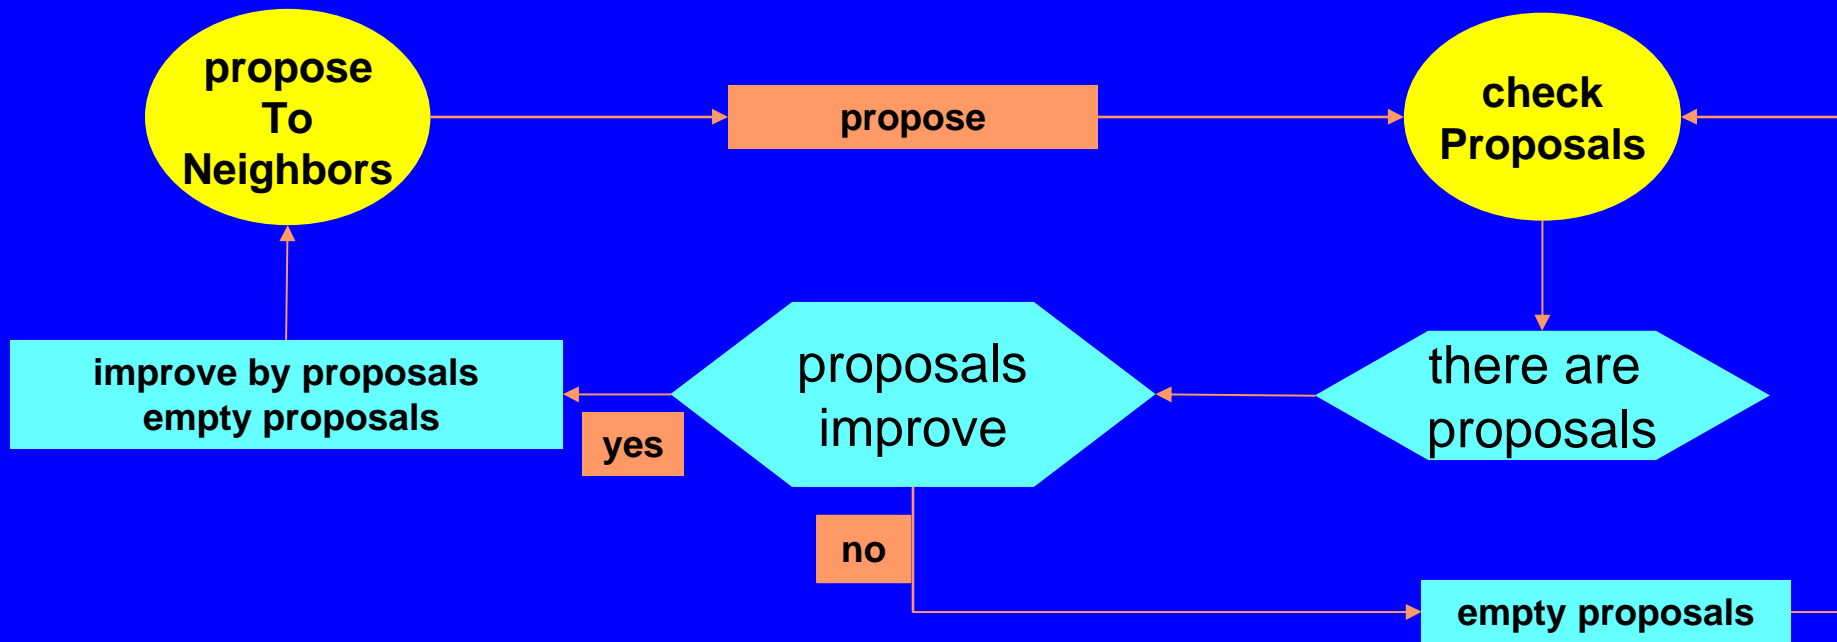 propose
To
Neighbors
propose
check
Proposals
improve by proposals
empty proposals
yes
proposals
improve
there are
proposals
no
empty proposals